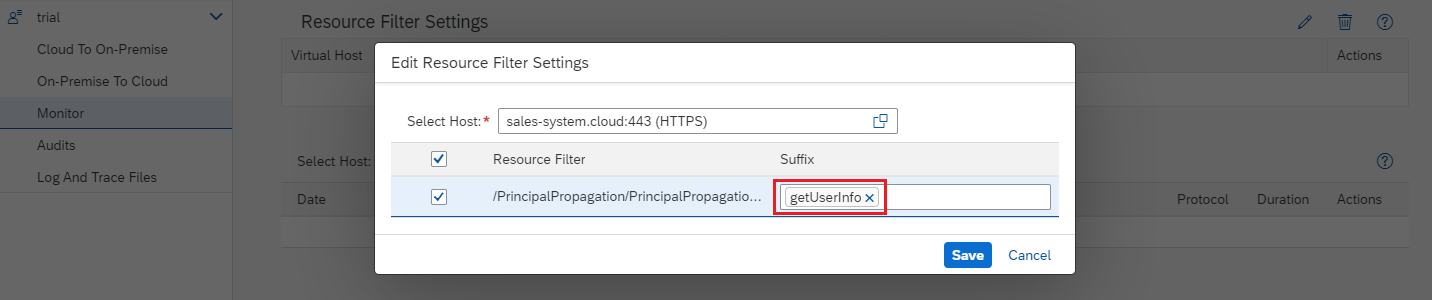 trial
Cloud To On-Premise
On-Premise To Cloud
Monitor
Audits
Log And Trace Files
Resource Filter Settings
Virtual Host
Actions
Select Host:
Date
Protocol
Duration
Actions
Edit Resource Filter Settings
Select Host:*
sales-system.cloud:443 (HTTPS)
Resource Filter
Suffix
/PrincipalPropagation/PrincipalPropagatio...
getUserInfo
Save
Cancel